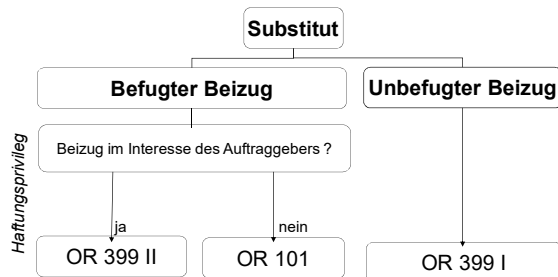 Substitut
Befugter Beizug
Unbefugter Beizug
Haftungsprivileg
Beizug im Interesse des Auftraggebers ?
ja
nein
OR 399 II
OR 101
OR 399 I